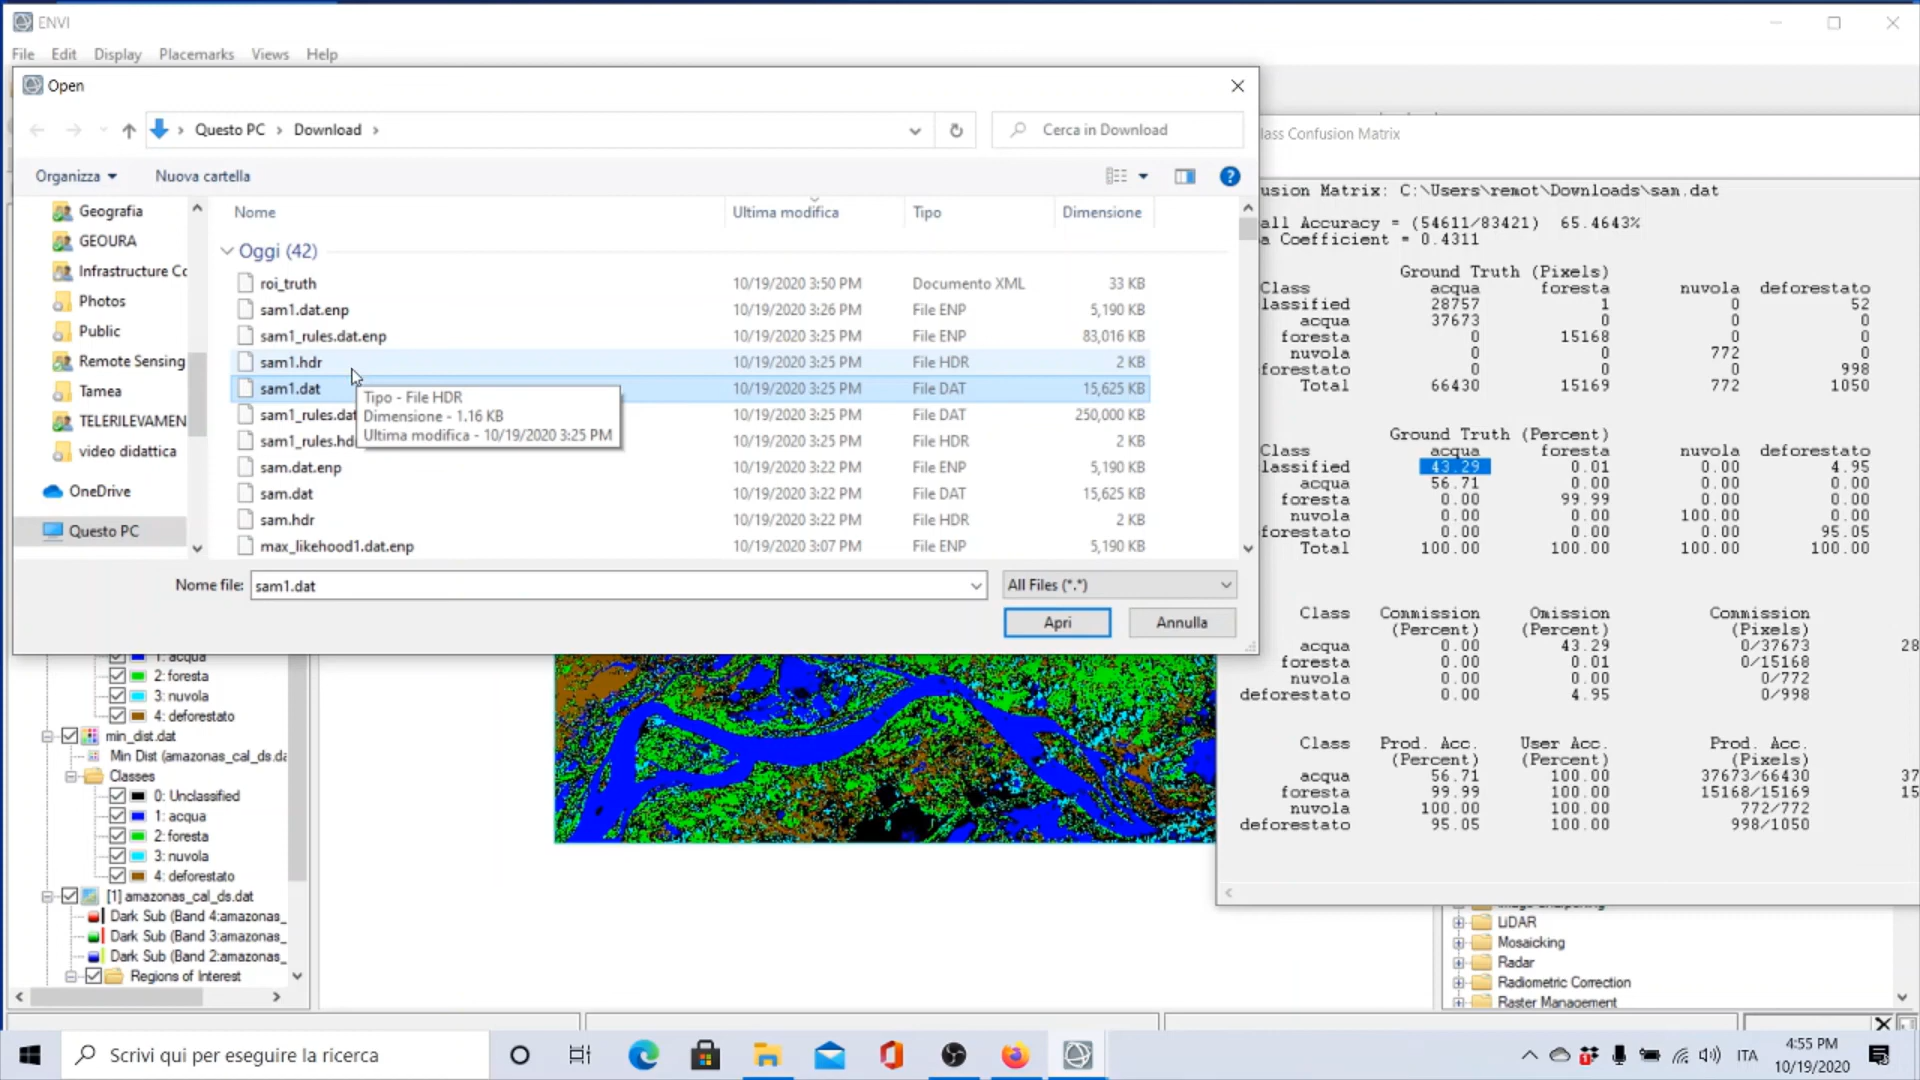 ENVI
File Edit Display Placemarks Views Help
Open
Questo PC > Download >
Cerca in Download
Organizza
Nuova cartella
Geografia
GEOURA
Infrastructure Co
Photos
Public
Remote Sensing
Tamea
TELERILEVAMEN
video didattica
OneDrive
Questo PC
Nome Ultima modifica Tipo Dimensione
Oggi (42)
roi_truth 10/19/2020 3:50 PM Documento XML 33 KB
sam1.dat.enp 10/19/2020 3:26 PM File ENP 5,190 KB
sam1_rules.dat.enp 10/19/2020 3:25 PM File ENP 83,016 KB
sam1.hdr 10/19/2020 3:25 PM File HDR 2 KB
sam1.dat 10/19/2020 3:25 PM File DAT 15,625 KB
sam1_rules.dat 10/19/2020 3:25 PM File DAT 250,000 KB
sam1_rules.hd 10/19/2020 3:25 PM File HDR 2 KB
sam.dat.enp 10/19/2020 3:22 PM File ENP 5,190 KB
sam.dat 10/19/2020 3:22 PM File DAT 15,625 KB
sam.hdr 10/19/2020 3:22 PM File HDR 2 KB
max_likehood1.dat.enp 10/19/2020 3:07 PM File ENP 5,190 KB
Tipo - File HDR
Dimensione - 1.16 KB
Ultima modifica - 10/19/2020 3:25 PM
Nome file: sam1.dat
All Files (*.*)
Apri
Annulla
lass Confusion Matrix
usion Matrix: C:\Users\remot\Downloads\sam.dat
all Accuracy = (54611/83421) 65.4643%
a Coefficient = 0.4311
Ground Truth (Pixels)
Class acqua foresta nuvola deforestato
lassified 28757 1 0 52
acqua 37673 0 0 0
foresta 0 15168 0 0
nuvola 0 0 772 0
forestato 0 0 0 998
Total 66430 15169 772 1050
Ground Truth (Percent)
Class acqua foresta nuvola deforestato
lassified 43.29 0.01 0.00 4.95
acqua 56.71 0.00 0.00 0.00
foresta 0.00 99.99 0.00 0.00
nuvola 0.00 0.00 100.00 0.00
forestato 0.00 0.00 0.00 95.05
Total 100.00 100.00 100.00 100.00
Class Commission Omission Commission
(Percent) (Percent) (Pixels)
acqua 0.00 43.29 0/37673 28
foresta 0.00 0.01 0/15168
nuvola 0.00 0.00 0/772
deforestato 0.00 4.95 0/998
Class Prod. Acc. User Acc. Prod. Acc.
(Percent) (Percent) (Pixels)
acqua 56.71 100.00 37673/66430 37
foresta 99.99 100.00 15168/15169 15
nuvola 100.00 100.00 772/772
deforestato 95.05 100.00 998/1050
1: acqua
2: foresta
3: nuvola
4: deforestato
min_dist.dat
Min Dist (amazonas_cal_ds.da
Classes
0: Unclassified
1: acqua
2: foresta
3: nuvola
4: deforestato
[1] amazonas_cal_ds.dat
Dark Sub (Band 4:amazonas_
Dark Sub (Band 3:amazonas_
Dark Sub (Band 2:amazonas_
Regions of Interest
LiDAR
Mosaicking
Radar
Radiometric Correction
Raster Management
Scrivi qui per eseguire la ricerca
ITA
4:55 PM
10/19/2020